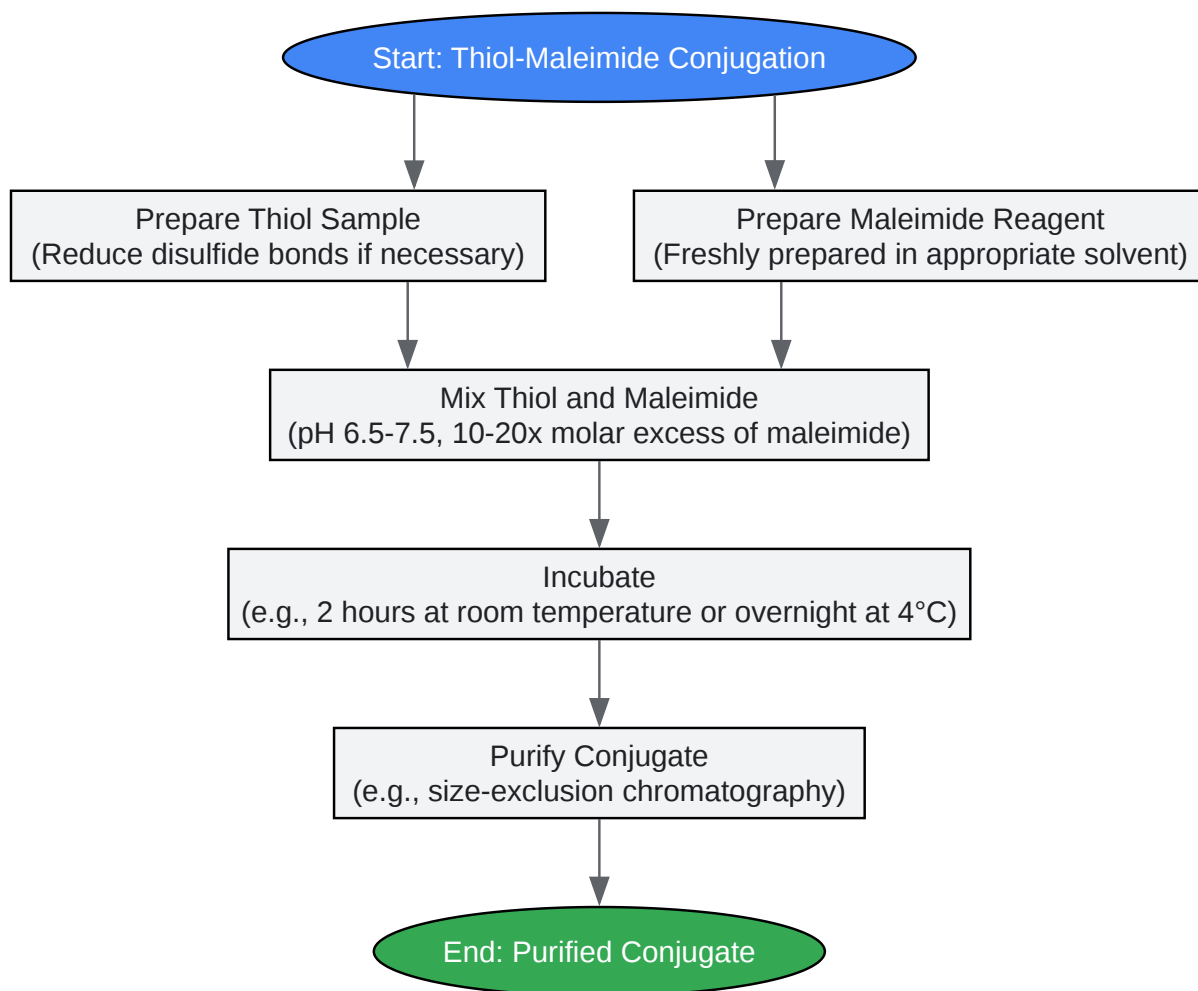 Start: Thiol-Maleimide Conjugation
Prepare Thiol Sample
(Reduce disulfide bonds if necessary)
Prepare Maleimide Reagent
(Freshly prepared in appropriate solvent)
Mix Thiol and Maleimide
(pH 6.5-7.5, 10-20x molar excess of maleimide)
Incubate
(e.g., 2 hours at room temperature or overnight at 4°C)
Purify Conjugate
(e.g., size-exclusion chromatography)
End: Purified Conjugate